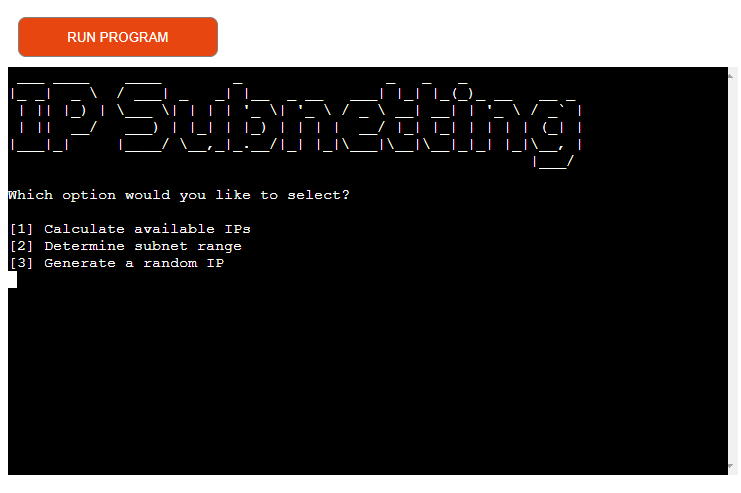 RUN PROGRAM
IP Subnetting
Which option would you like to select?
[1] Calculate available IPs
[2] Determine subnet range
[3] Generate a random IP